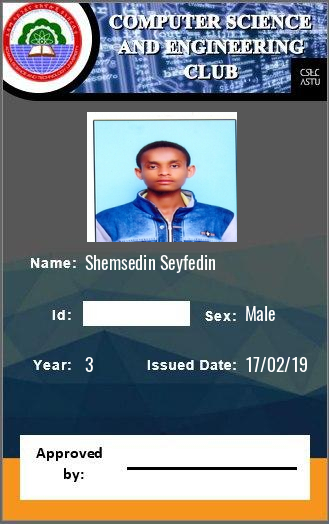 COMPUTER SCIENCE
AND ENGINEERING
CLUB
CSEC
ASTU
Name: Shemsedin Seyfedin
Id: Sex: Male
Year: 3 Issued Date: 17/02/19
Approved
by: